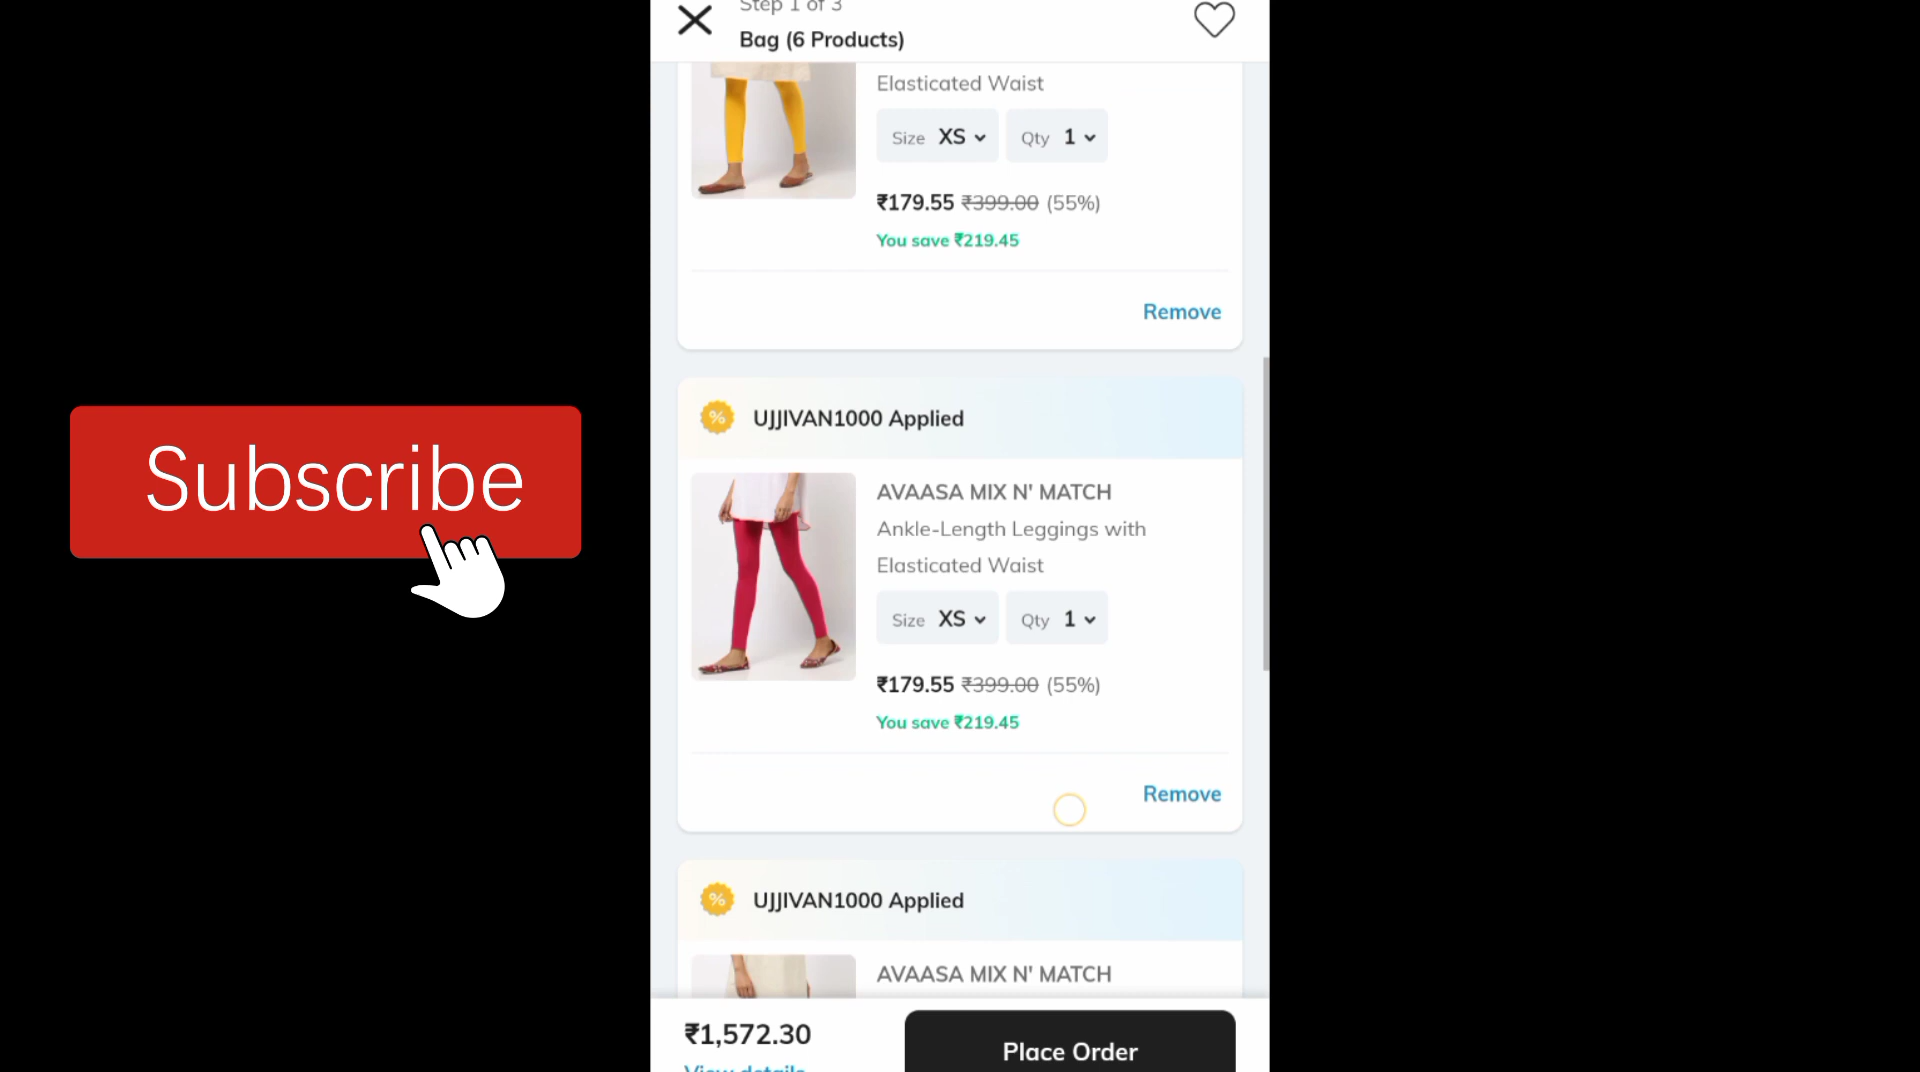 Step 1 of 3
Bag (6 Products)
Elasticated Waist
Size XS Qty 1
₹179.55 ₹399.00 (55%)
You save ₹219.45
Remove
% UJJIVAN1000 Applied
AVAASA MIX N' MATCH
Ankle-Length Leggings with
Elasticated Waist
Size XS Qty 1
₹179.55 ₹399.00 (55%)
You save ₹219.45
Remove
% UJJIVAN1000 Applied
AVAASA MIX N' MATCH
₹1,572.30
Place Order
View details
Subscribe